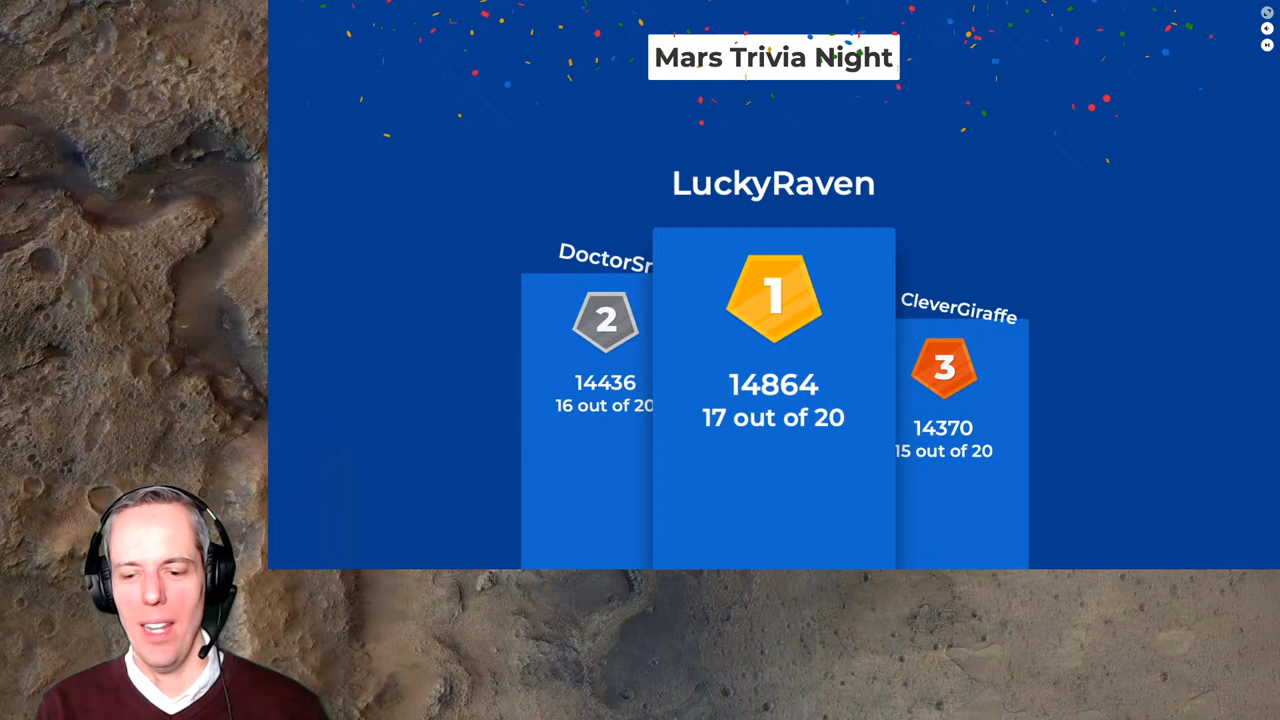 Mars Trivia Night
LuckyRaven
1
14864
17 out of 20
2
14436
16 out of 20
CleverGiraffe
3
14370
15 out of 20